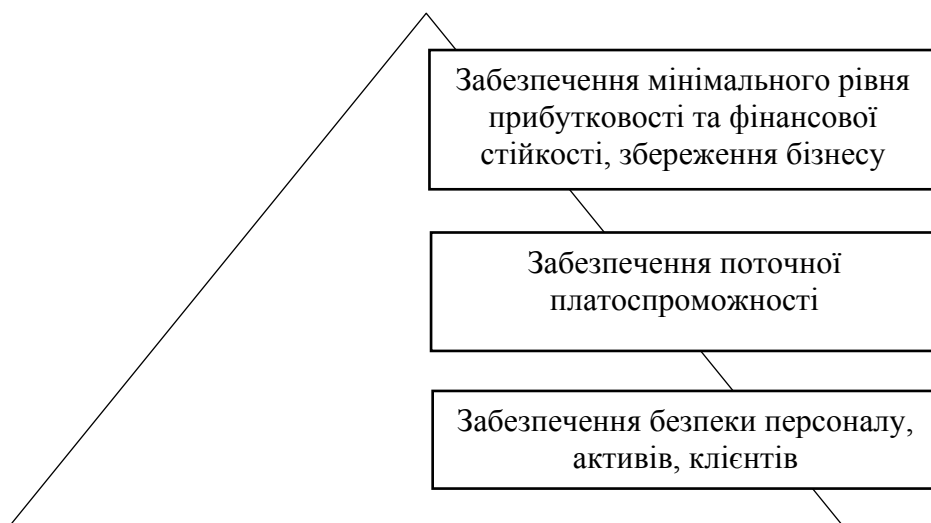 Забезпечення мінімального рівня
прибутковості та фінансової
стійкості, збереження бізнесу
Забезпечення поточної
платоспроможності
Забезпечення безпеки персоналу,
активів, клієнтів